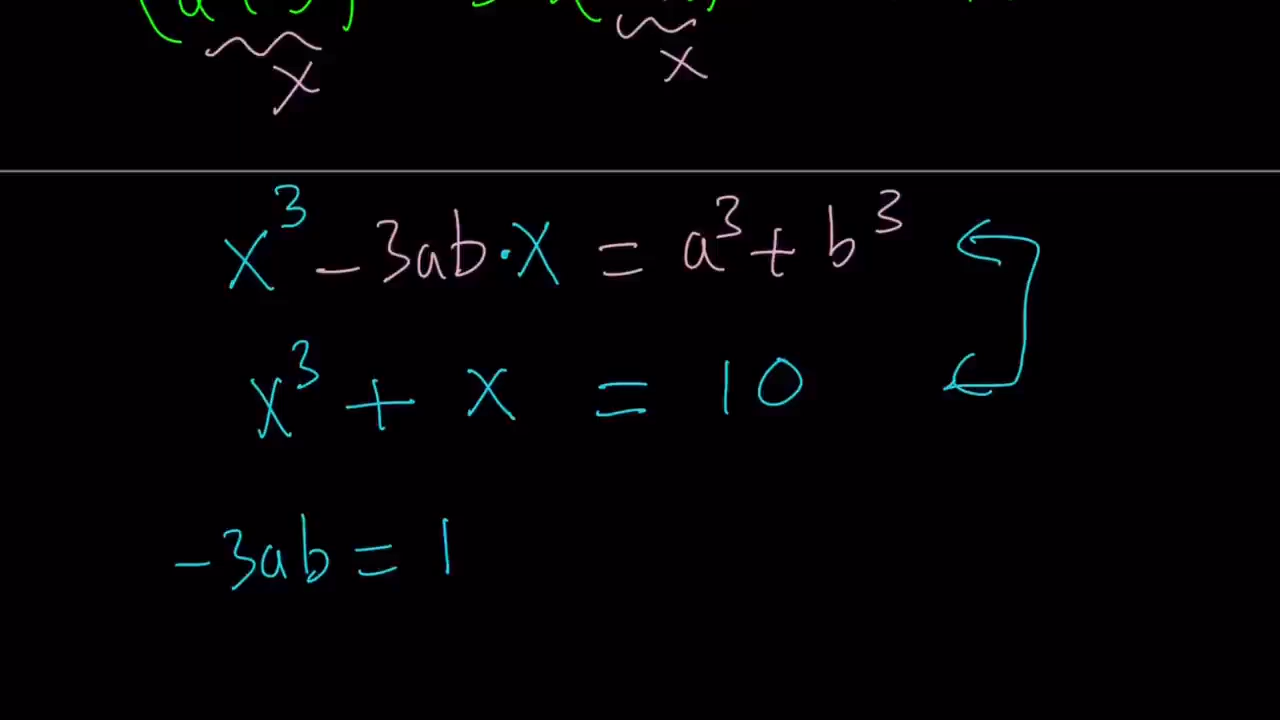 x
x
x³ - 3ab·x = a³ + b³
x³ + x = 10
-3ab = 1